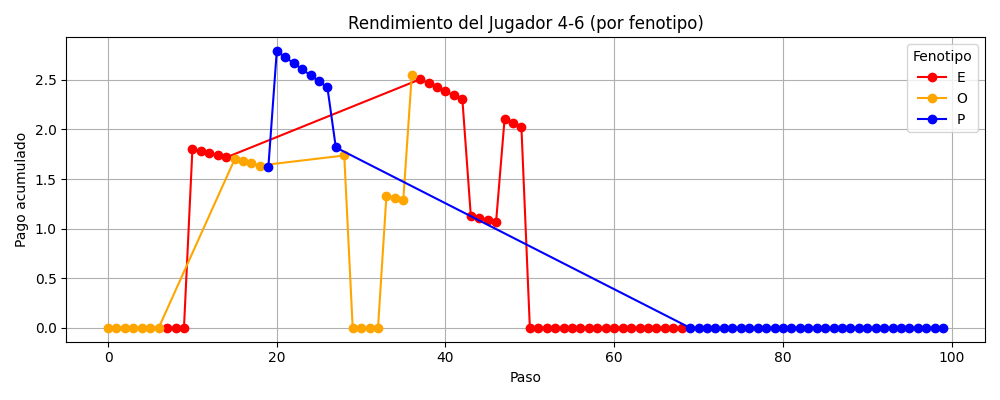 Rendimiento del Jugador 4-6 (por fenotipo)
Pago acumulado
2.5
2.0
1.5
1.0
0.5
0.0
Fenotipo
E
O
P
0 20 40 60 80 100
Paso